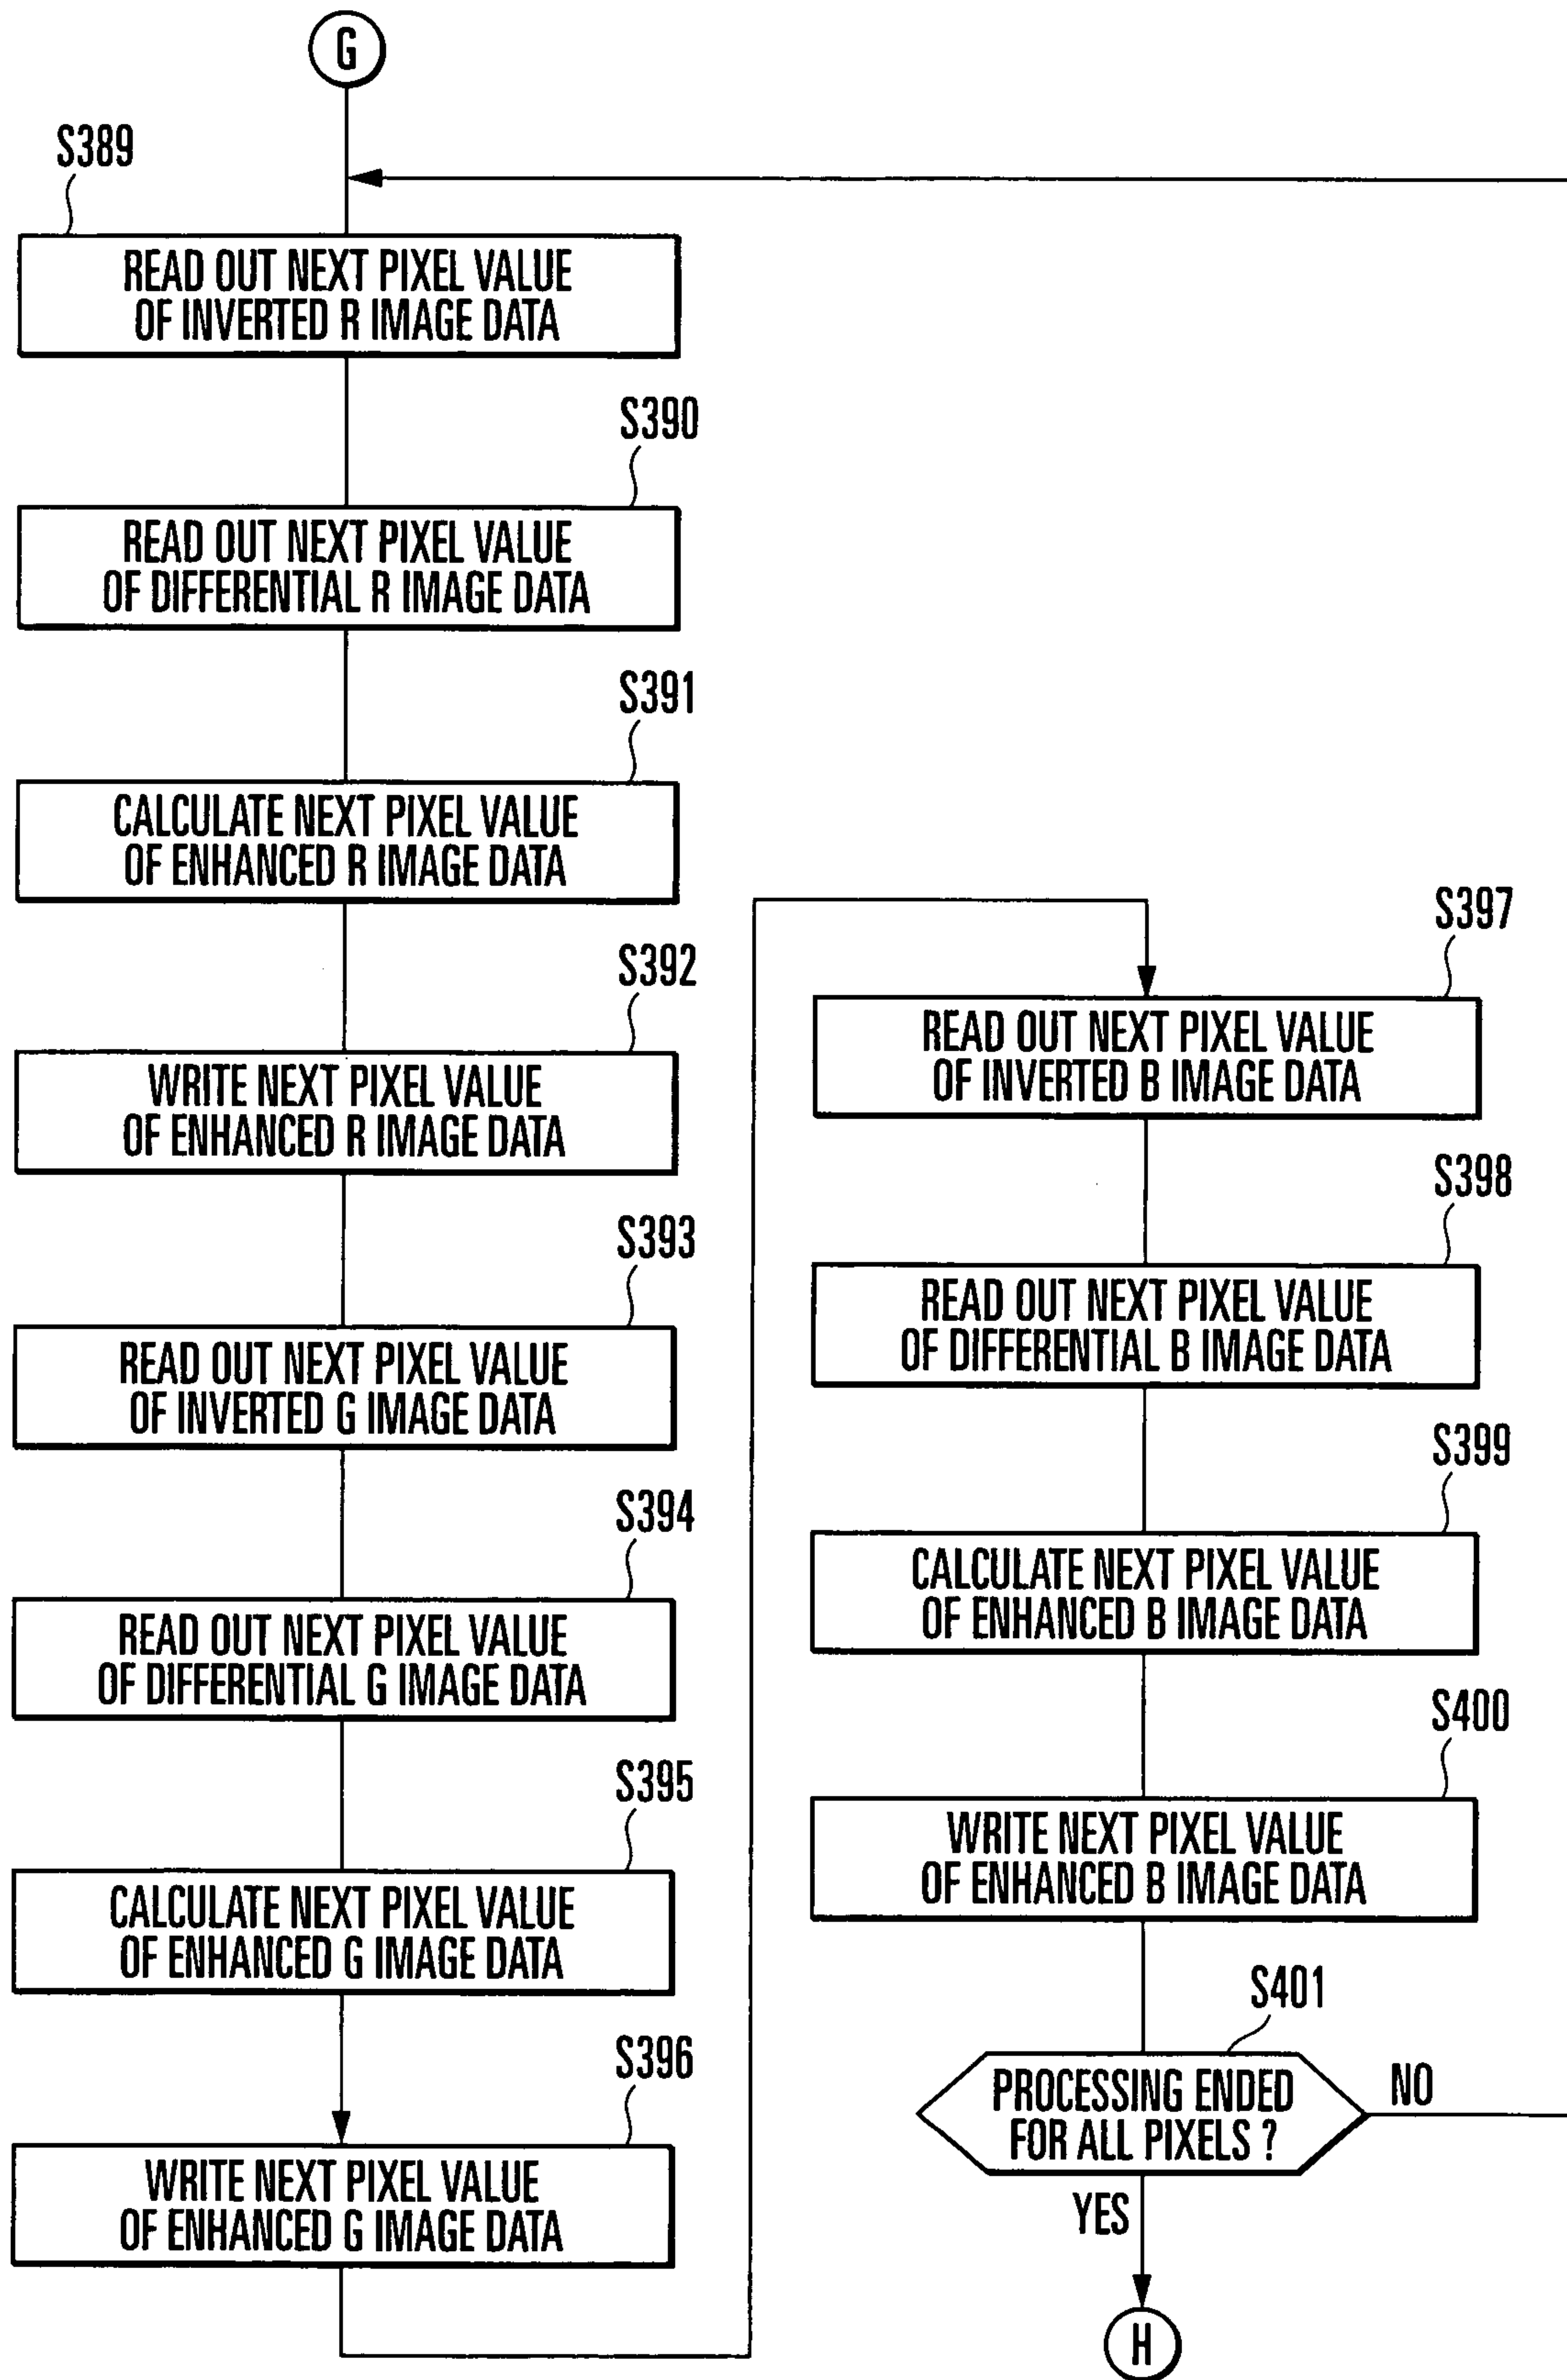 G
S389
READ OUT NEXT PIXEL VALUE
OF INVERTED R IMAGE DATA
S390
READ OUT NEXT PIXEL VALUE
OF DIFFERENTIAL R IMAGE DATA
S391
CALCULATE NEXT PIXEL VALUE
OF ENHANCED R IMAGE DATA
S392
WRITE NEXT PIXEL VALUE
OF ENHANCED R IMAGE DATA
S393
READ OUT NEXT PIXEL VALUE
OF INVERTED G IMAGE DATA
S394
READ OUT NEXT PIXEL VALUE
OF DIFFERENTIAL G IMAGE DATA
S395
CALCULATE NEXT PIXEL VALUE
OF ENHANCED G IMAGE DATA
S396
WRITE NEXT PIXEL VALUE
OF ENHANCED G IMAGE DATA
S397
READ OUT NEXT PIXEL VALUE
OF INVERTED B IMAGE DATA
S398
READ OUT NEXT PIXEL VALUE
OF DIFFERENTIAL B IMAGE DATA
S399
CALCULATE NEXT PIXEL VALUE
OF ENHANCED B IMAGE DATA
S400
WRITE NEXT PIXEL VALUE
OF ENHANCED B IMAGE DATA
S401
PROCESSING ENDED
FOR ALL PIXELS ?
NO
YES
H